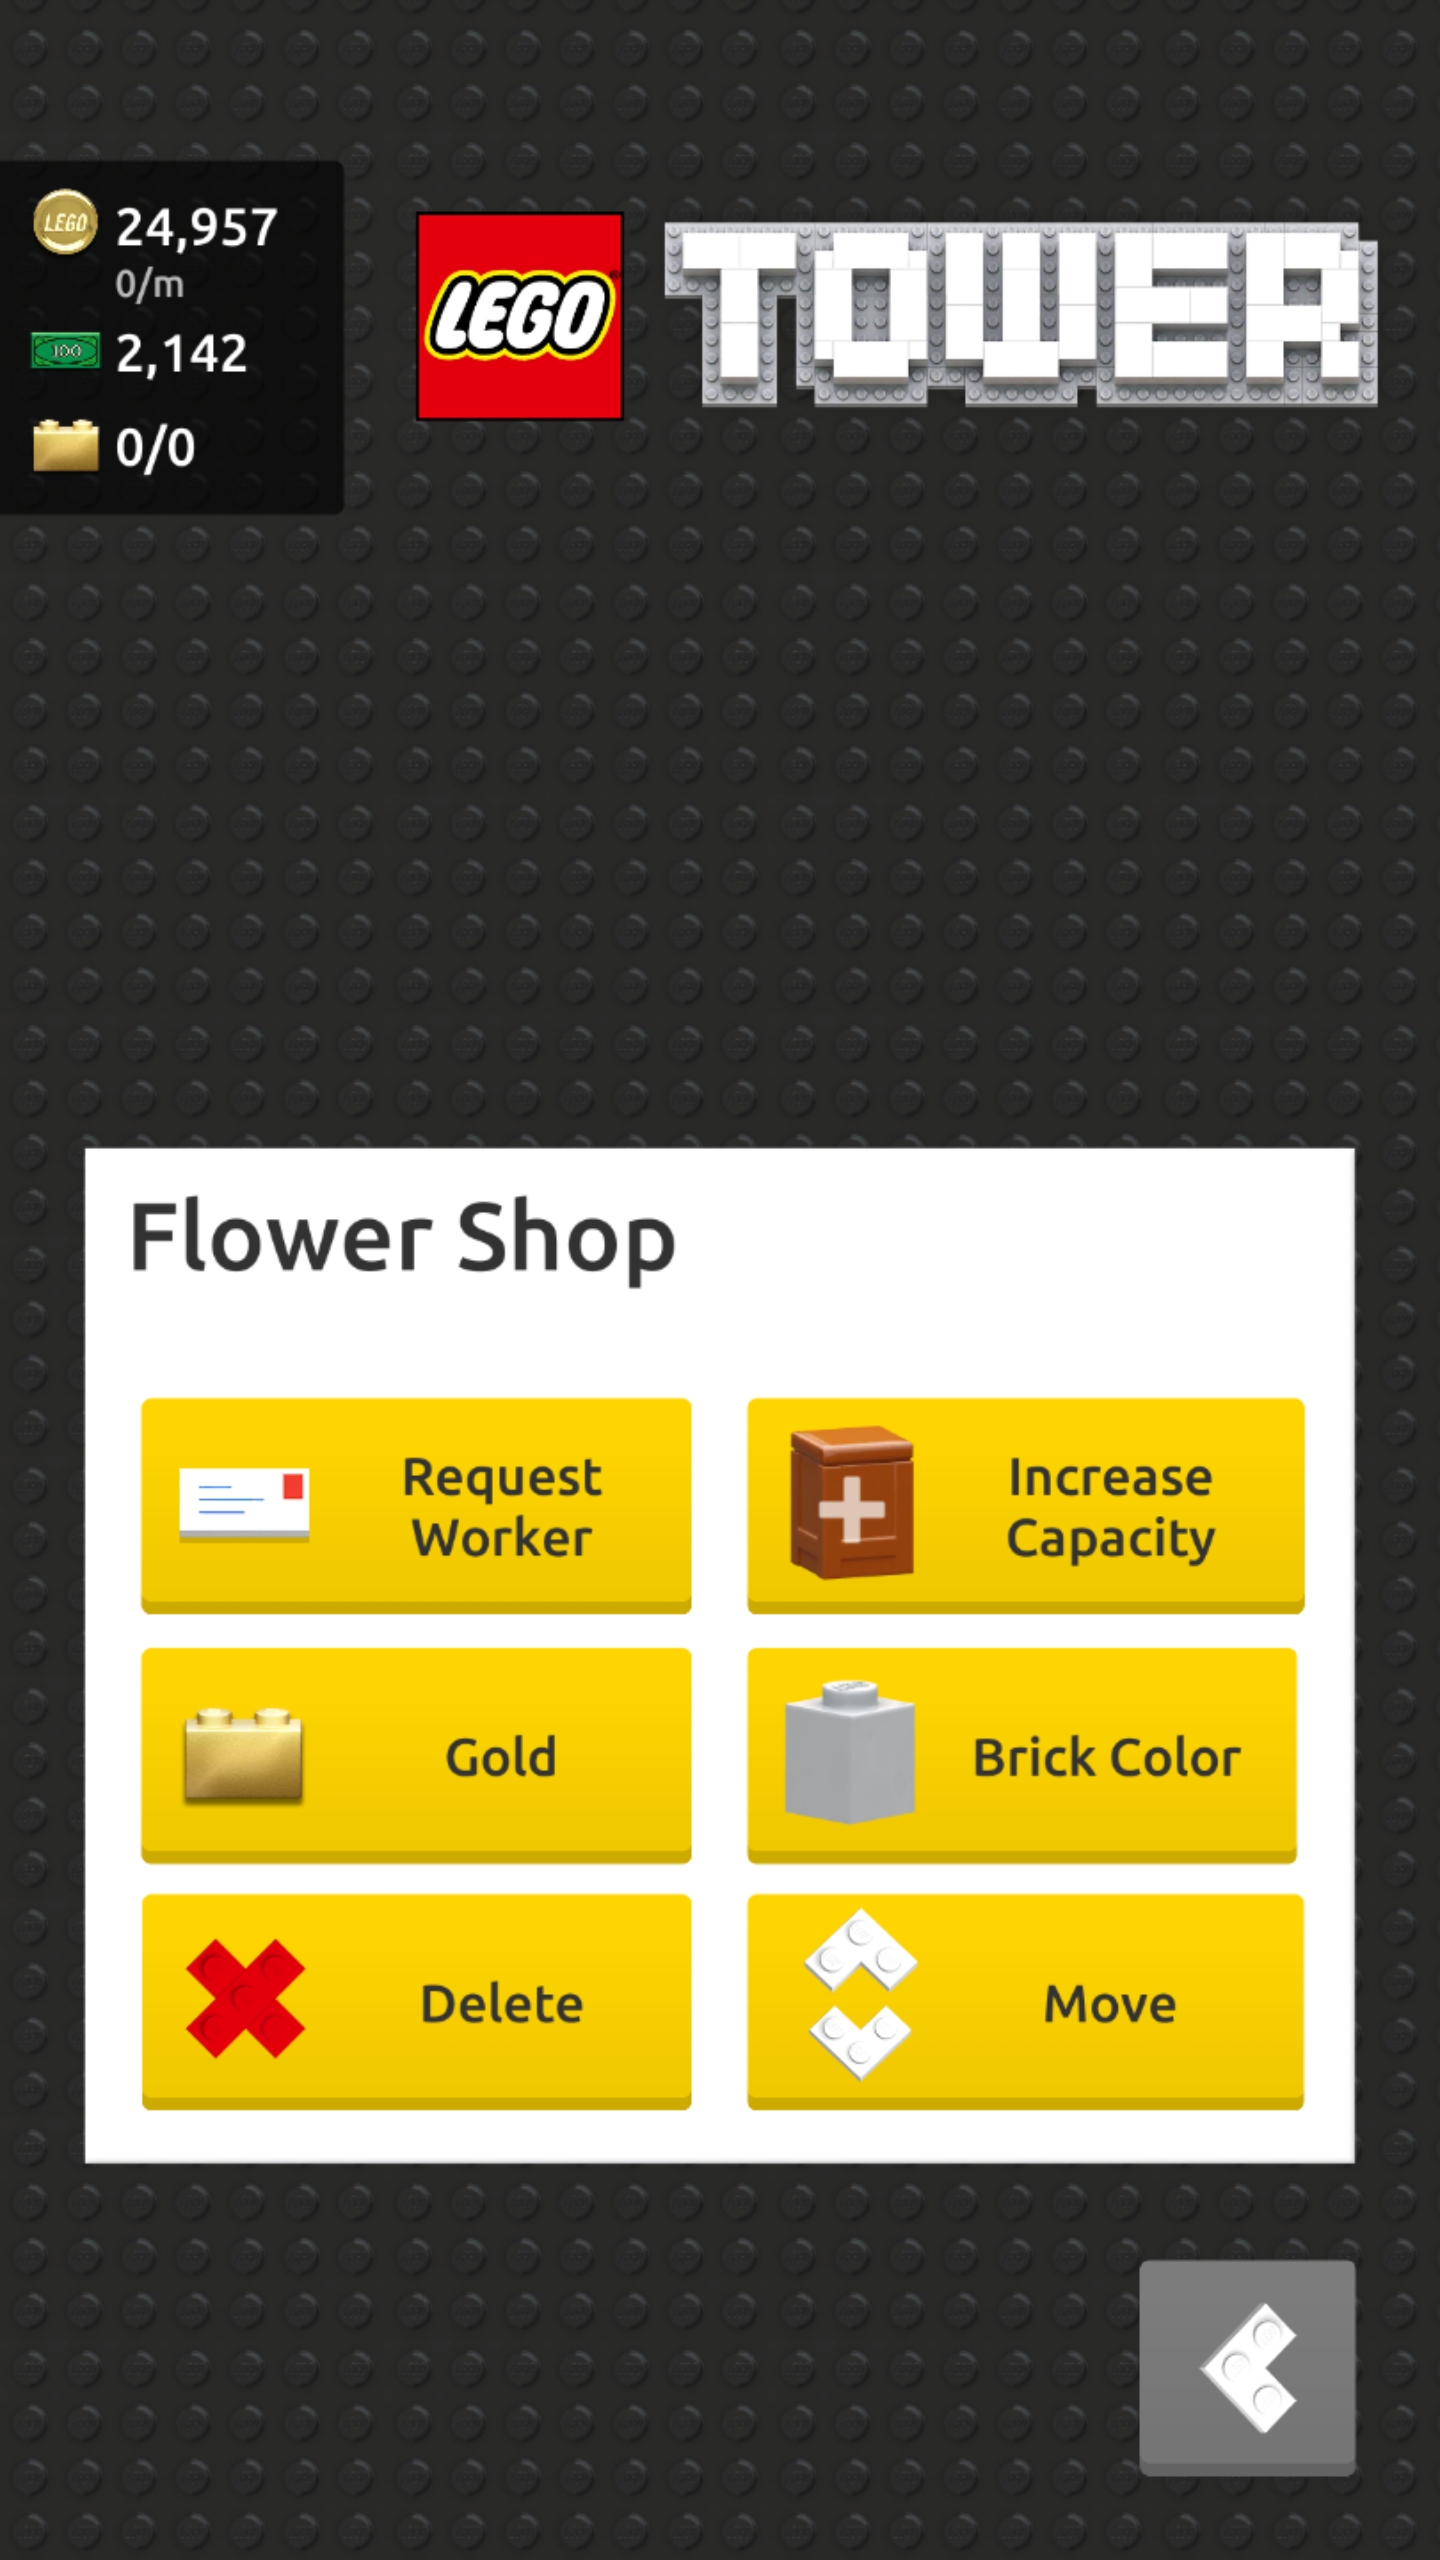 LEGO
24,957
0/m
100
2,142
0/0
LEGO
TOWER
Flower Shop
Request
Worker
Increase
Capacity
Gold
Brick Color
Delete
Move